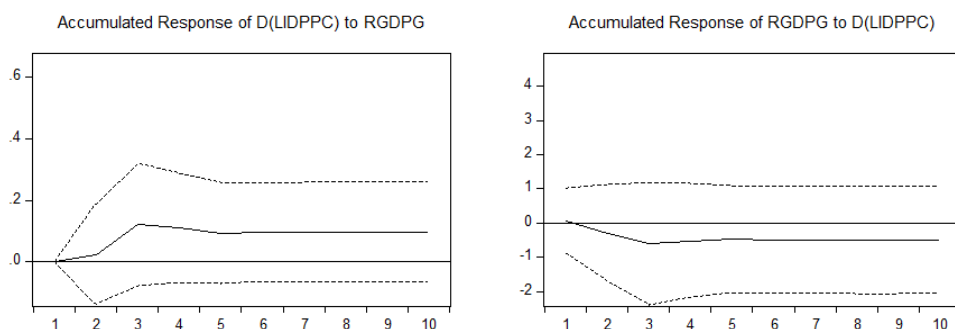 Accumulated Response of D(LIDPPC) to RGDPG
.6
.4
.2
.0
1 2 3 4 5 6 7 8 9 10
Accumulated Response of RGDPG to D(LIDPPC)
4
3
2
1
0
-1
-2
1 2 3 4 5 6 7 8 9 10